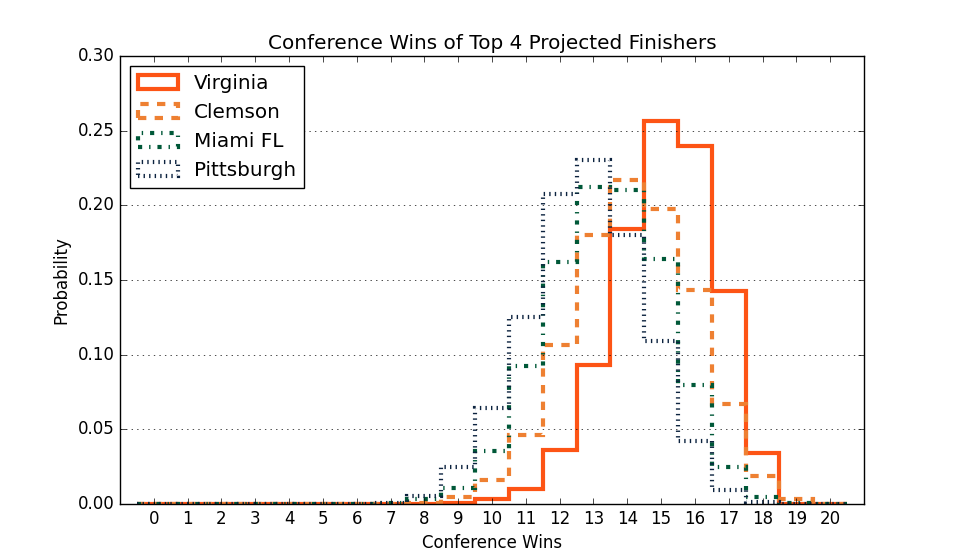 Conference Wins of Top 4 Projected Finishers
0.30
0.25
0.20
0.15
0.10
0.05
0.00
Probability
Virginia
Clemson
Miami FL
Pittsburgh
0 1 2 3 4 5 6 7 8 9 10 11 12 13 14 15 16 17 18 19 20
Conference Wins